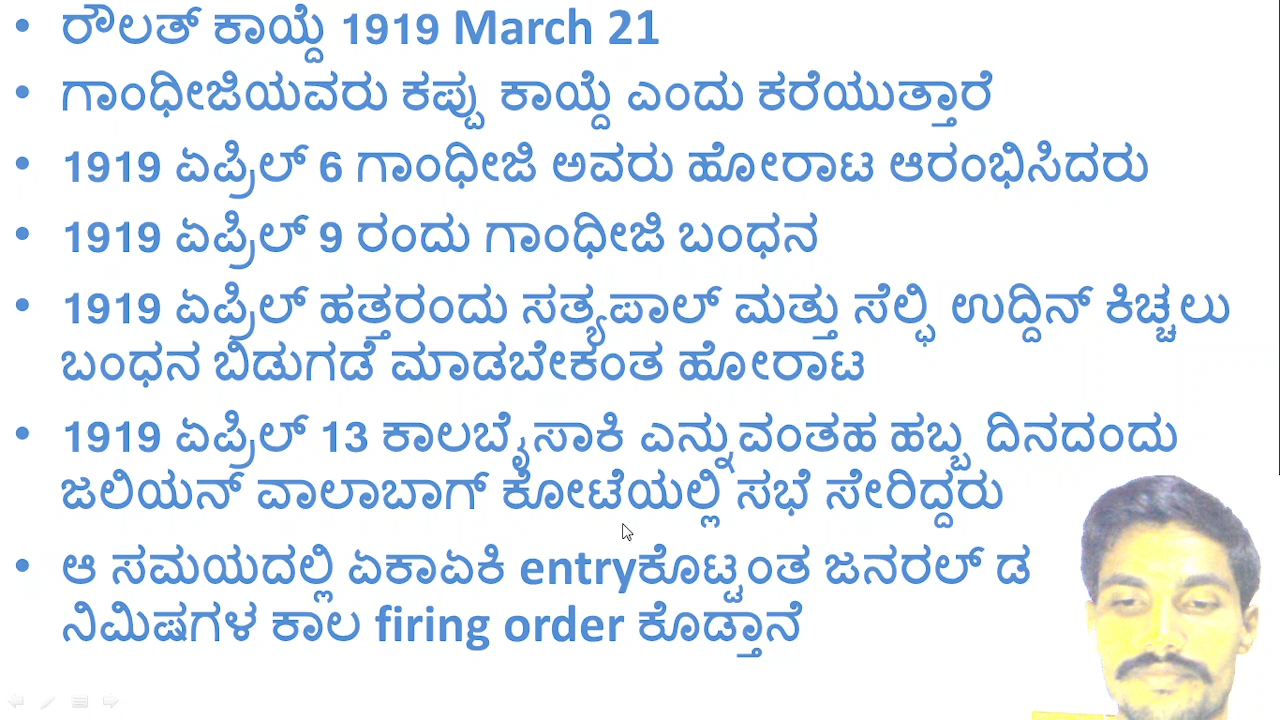 • ರೌಲತ್ ಕಾಯ್ದೆ 1919 March 21
• ಗಾಂಧೀಜಿಯವರು ಕಪ್ಪು ಕಾಯ್ದೆ ಎಂದು ಕರೆಯುತ್ತಾರೆ
• 1919 ಏಪ್ರಿಲ್ 6 ಗಾಂಧೀಜಿ ಅವರು ಹೋರಾಟ ಆರಂಭಿಸಿದರು
• 1919 ಏಪ್ರಿಲ್ 9 ರಂದು ಗಾಂಧೀಜಿ ಬಂಧನ
• 1919 ಏಪ್ರಿಲ್ ಹತ್ತರಂದು ಸತ್ಯಪಾಲ್ ಮತ್ತು ಸೆಲ್ಫಿ ಉದ್ದಿನ್ ಕಿಚ್ಚಲು
ಬಂಧನ ಬಿಡುಗಡೆ ಮಾಡಬೇಕಂತ ಹೋರಾಟ
• 1919 ಏಪ್ರಿಲ್ 13 ಕಾಲಬೈಸಾಕಿ ಎನ್ನುವಂತಹ ಹಬ್ಬ ದಿನದಂದು
ಜಲಿಯನ್ ವಾಲಾಬಾಗ್ ಕೋಟೆಯಲ್ಲಿ ಸಭೆ ಸೇರಿದ್ದರು
• ಆ ಸಮಯದಲ್ಲಿ ಏಕಾಏಕಿ entryಕೊಟ್ಟಂತ ಜನರಲ್ ಡ
ನಿಮಿಷಗಳ ಕಾಲ firing order ಕೊಡ್ತಾನೆ